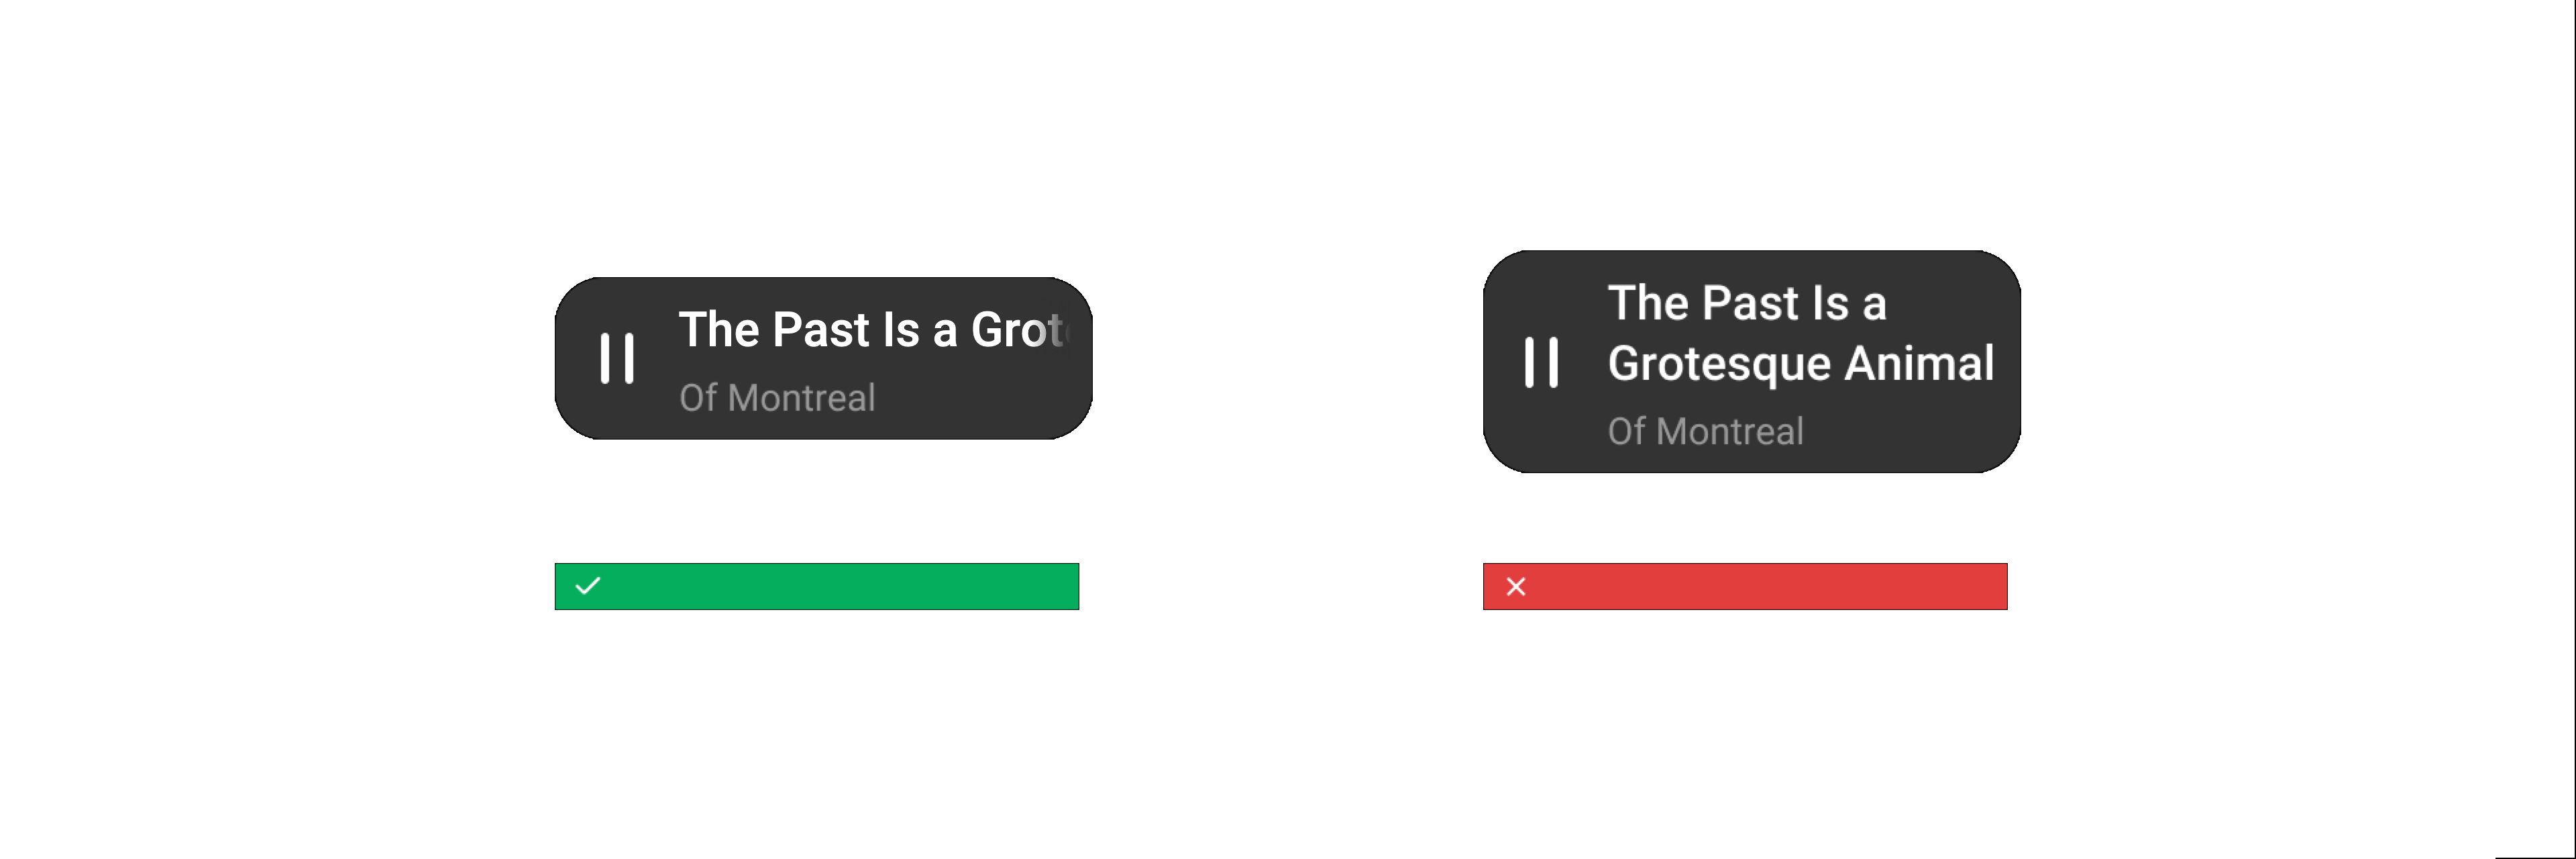 The Past Is a Grot
Of Montreal
The Past Is a
Grotesque Animal
Of Montreal